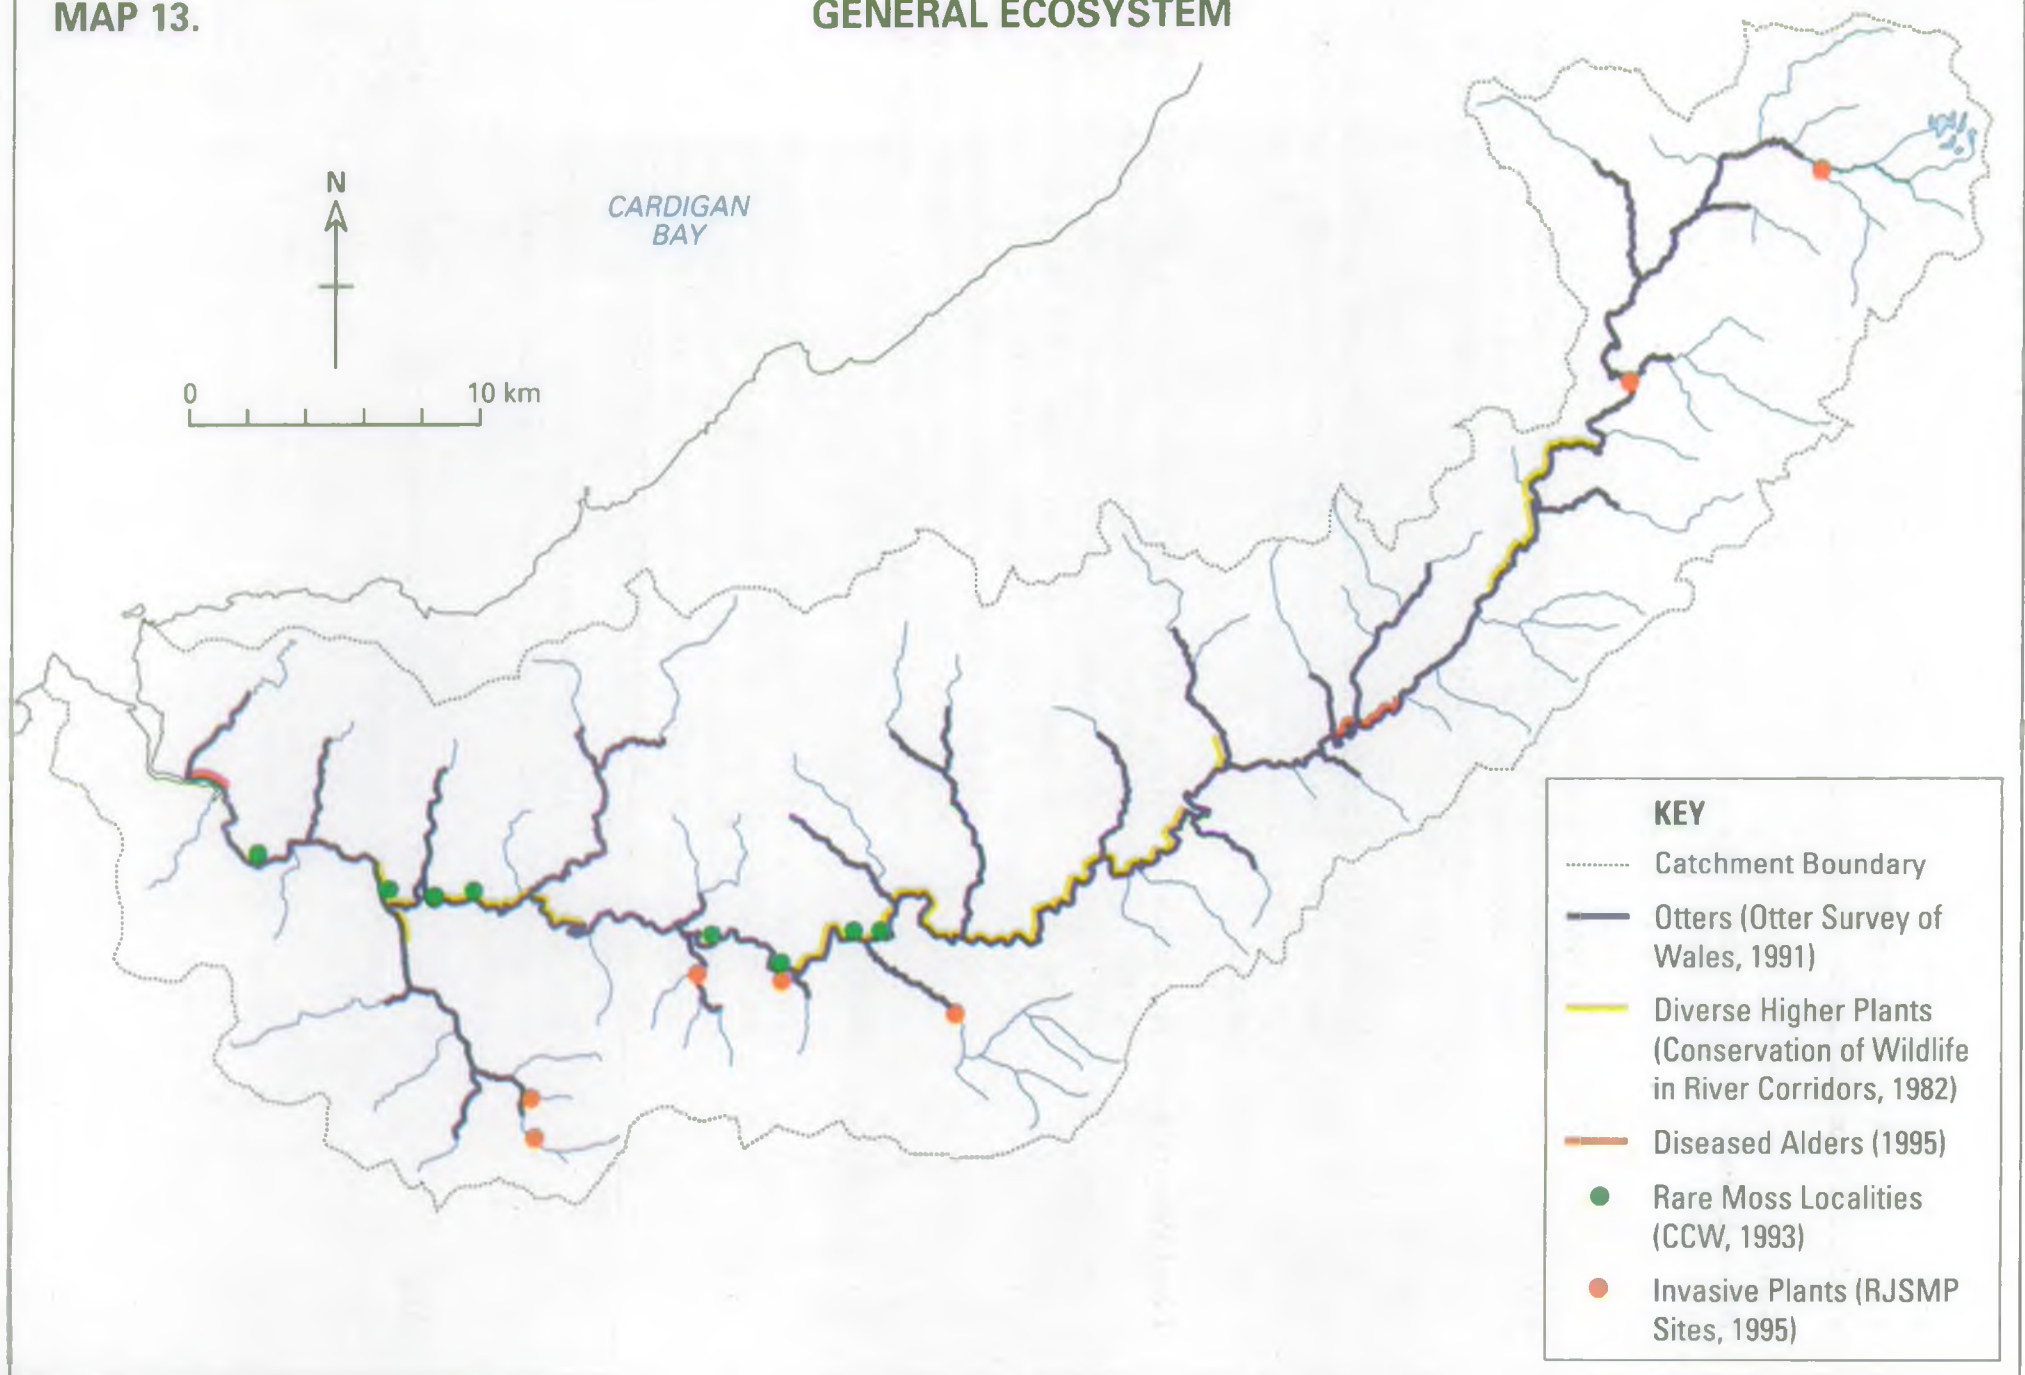 MAP 13.
GENERAL ECOSYSTEM
N
CARDIGAN
BAY
0 10 km
KEY
Catchment Boundary
Otters (Otter Survey of
Wales, 1991)
Diverse Higher Plants
(Conservation of Wildlife
in River Corridors, 1982)
Diseased Alders (1995)
Rare Moss Localities
(CCW, 1993)
Invasive Plants (RJSMP
Sites, 1995)